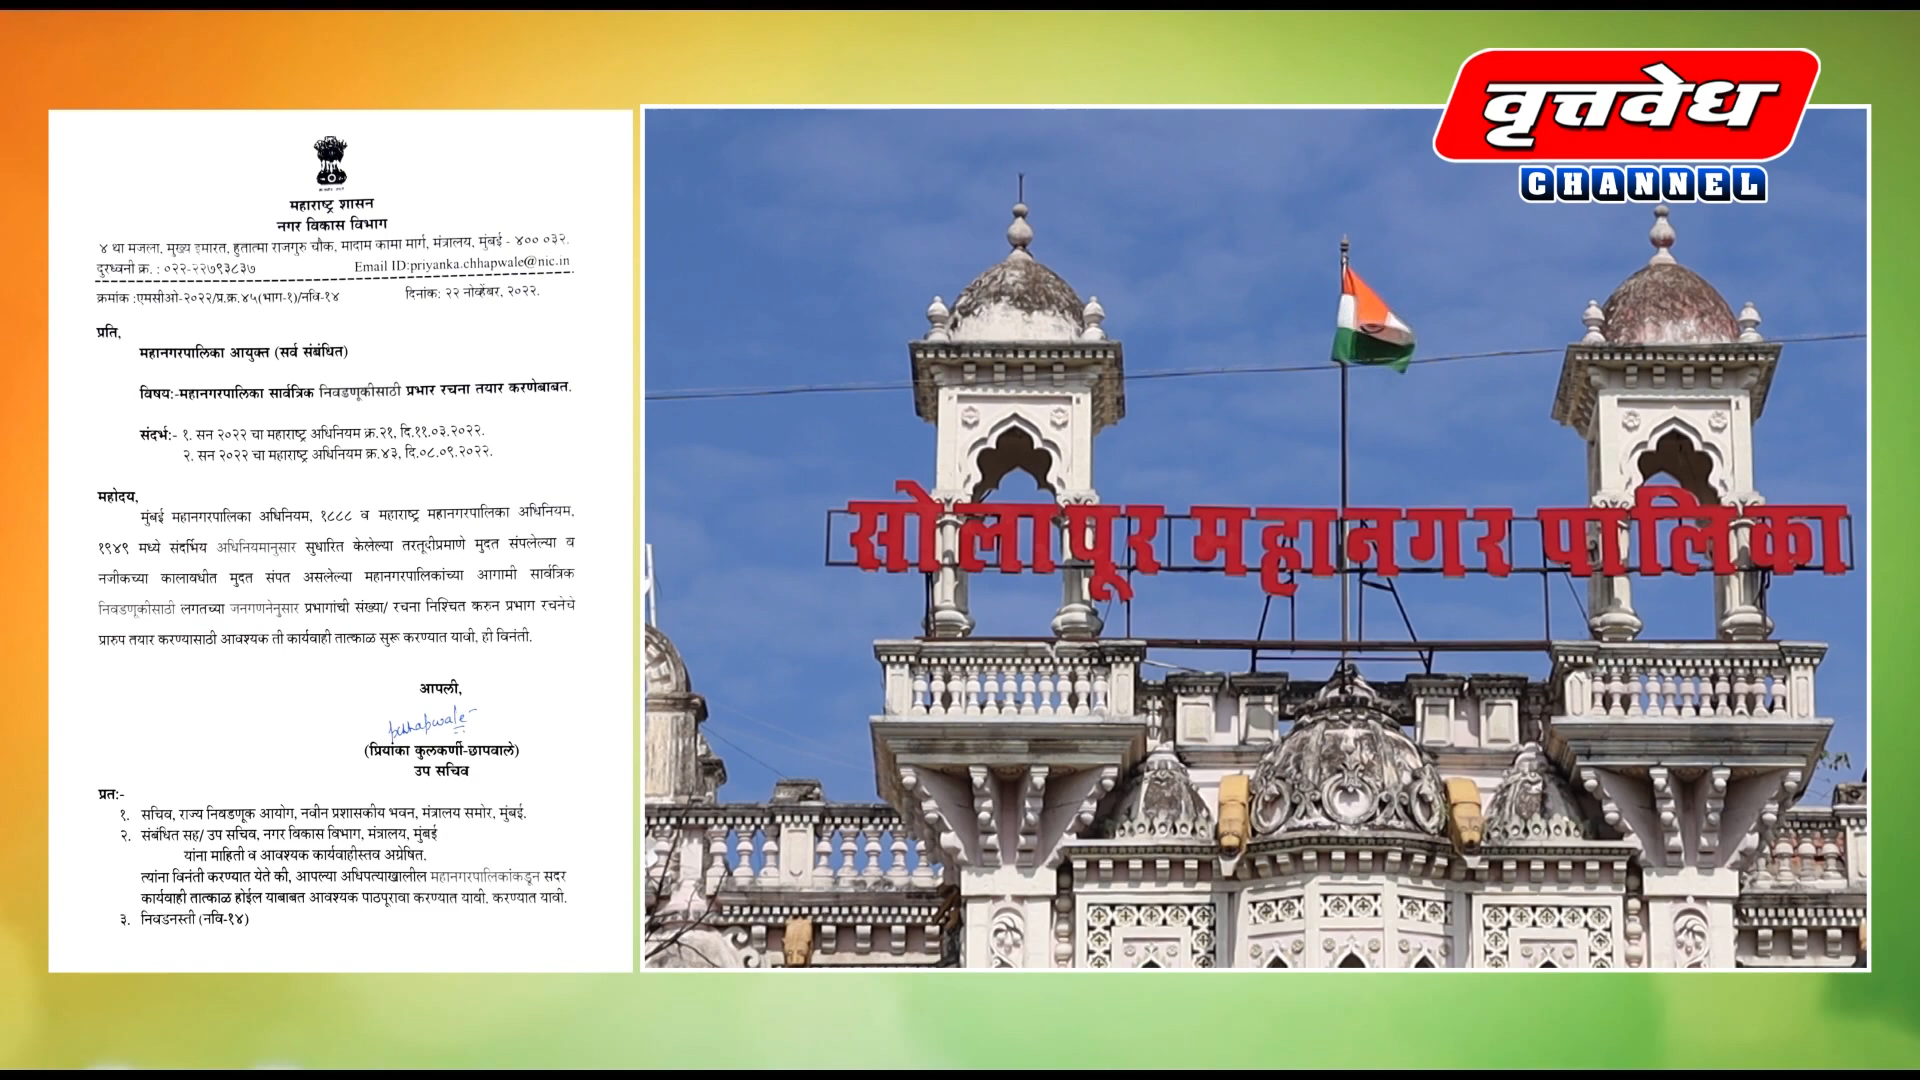 महाराष्ट्र शासन
नगर विकास विभाग
४ था मजला, मुख्य इमारत, हुतात्मा राजगुरु चौक, मादाम कामा मार्ग, मंत्रालय, मुंबई - ४०० ०३२.
दुरध्वनी क्र. : ०२२-२२७९३८३७ Email ID:priyanka.chhapwale@nic.in
क्रमांक :एमसीओ-२०२२/प्र.क्र.४५(भाग-१)/नवि-१४ दिनांक: २२ नोव्हेंबर, २०२२.
प्रति,
महानगरपालिका आयुक्त (सर्व संबंधित)
विषय:-महानगरपालिका सार्वत्रिक निवडणूकीसाठी प्रभार रचना तयार करणेबाबत.
संदर्भ:- १. सन २०२२ चा महाराष्ट्र अधिनियम क्र.२१, दि.११.०३.२०२२.
२. सन २०२२ चा महाराष्ट्र अधिनियम क्र.४३, दि.०८.०९.२०२२.
महोदय,
मुंबई महानगरपालिका अधिनियम, १८८८ व महाराष्ट्र महानगरपालिका अधिनियम,
१९४९ मध्ये संदर्भिय अधिनियमानुसार सुधारित केलेल्या तरतूदीप्रमाणे मुदत संपलेल्या व
नजीकच्या कालावधीत मुदत संपत असलेल्या महानगरपालिकांच्या आगामी सार्वत्रिक
निवडणूकीसाठी लगतच्या जनगणनेनुसार प्रभागांची संख्या/ रचना निश्चित करुन प्रभाग रचनेचे
प्रारुप तयार करण्यासाठी आवश्यक ती कार्यवाही तात्काळ सुरू करण्यात यावी, ही विनंती.
आपली,
(प्रियांका कुलकर्णी-छापवाले)
उप सचिव
प्रत:-
१. सचिव, राज्य निवडणूक आयोग, नवीन प्रशासकीय भवन, मंत्रालय समोर, मुंबई.
२. संबंधित सह/ उप सचिव, नगर विकास विभाग, मंत्रालय, मुंबई
यांना माहिती व आवश्यक कार्यवाहीस्तव अग्रेषित.
त्यांना विनंती करण्यात येते की, आपल्या अधिपत्याखालील महानगरपालिकांकडून सदर
कार्यवाही तात्काळ होईल याबाबत आवश्यक पाठपूरावा करण्यात यावी. करण्यात यावी.
३. निवडनस्ती (नवि-१४)
वृत्तवेध
CHANNEL
सोलापूर महानगर पालिका